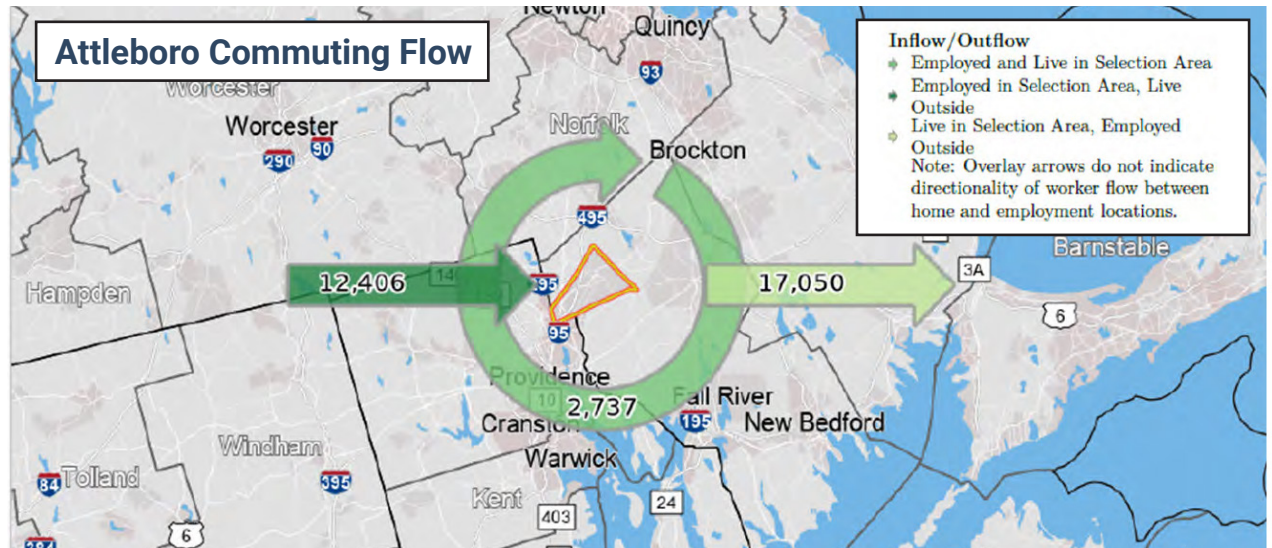 Attleboro Commuting Flow
Newton
Quincy
93
Worcester
Worcester
290
90
Norfolk
Brockton
495
Inflow/Outflow
Employed and Live in Selection Area
Employed in Selection Area, Live
Outside
Live in Selection Area, Employed
Outside
Note: Overlay arrows do not indicate
directionality of worker flow between
home and employment locations.
Barnstable
Hampden
12,406
14
95
17,050
3A
6
95
Providence
10
2,737
Fall River
Cranston
195
New Bedford
Windham
Warwick
84
Tolland
395
Kent
403
24
6
384